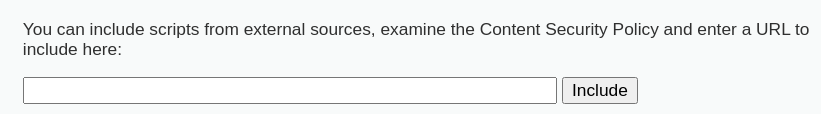 You can include scripts from external sources, examine the Content Security Policy and enter a URL to
include here:
Include